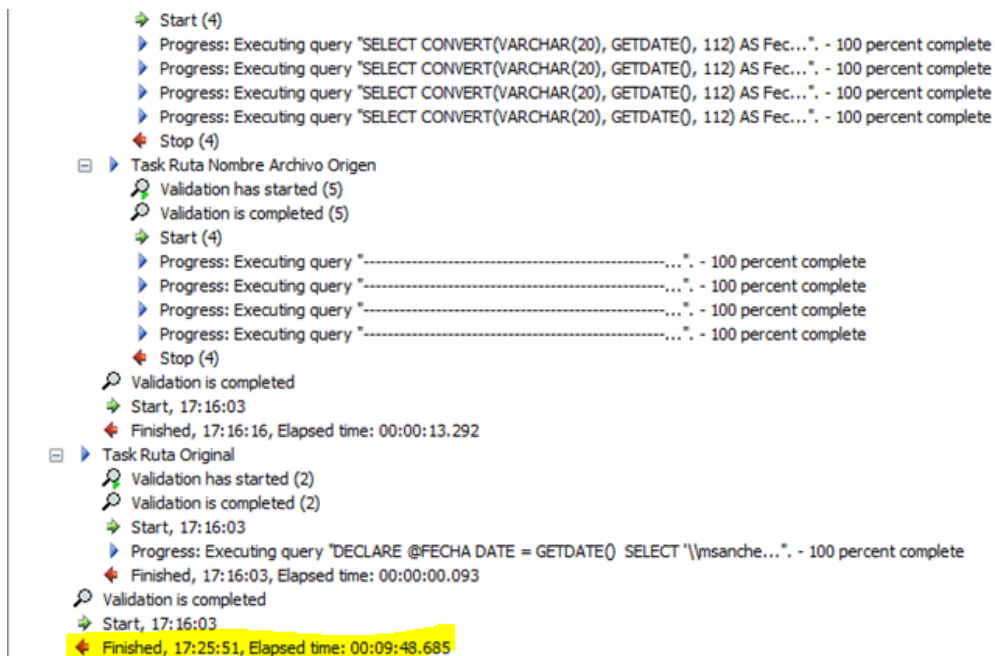 Start (4)
Progress: Executing query "SELECT CONVERT(VARCHAR(20), GETDATE(), 112) AS Fec...". - 100 percent complete
Progress: Executing query "SELECT CONVERT(VARCHAR(20), GETDATE(), 112) AS Fec...". - 100 percent complete
Progress: Executing query "SELECT CONVERT(VARCHAR(20), GETDATE(), 112) AS Fec...". - 100 percent complete
Progress: Executing query "SELECT CONVERT(VARCHAR(20), GETDATE(), 112) AS Fec...". - 100 percent complete
Stop (4)
Task Ruta Nombre Archivo Origen
Validation has started (5)
Validation is completed (5)
Start (4)
Progress: Executing query "--------------------------------------------------...". - 100 percent complete
Progress: Executing query "--------------------------------------------------...". - 100 percent complete
Progress: Executing query "--------------------------------------------------...". - 100 percent complete
Progress: Executing query "--------------------------------------------------...". - 100 percent complete
Stop (4)
Validation is completed
Start, 17:16:03
Finished, 17:16:16, Elapsed time: 00:00:13.292
Task Ruta Original
Validation has started (2)
Validation is completed (2)
Start, 17:16:03
Progress: Executing query "DECLARE @FECHA DATE = GETDATE()  SELECT '\\msanche...". - 100 percent complete
Finished, 17:16:03, Elapsed time: 00:00:00.093
Validation is completed
Start, 17:16:03
Finished, 17:25:51, Elapsed time: 00:09:48.685